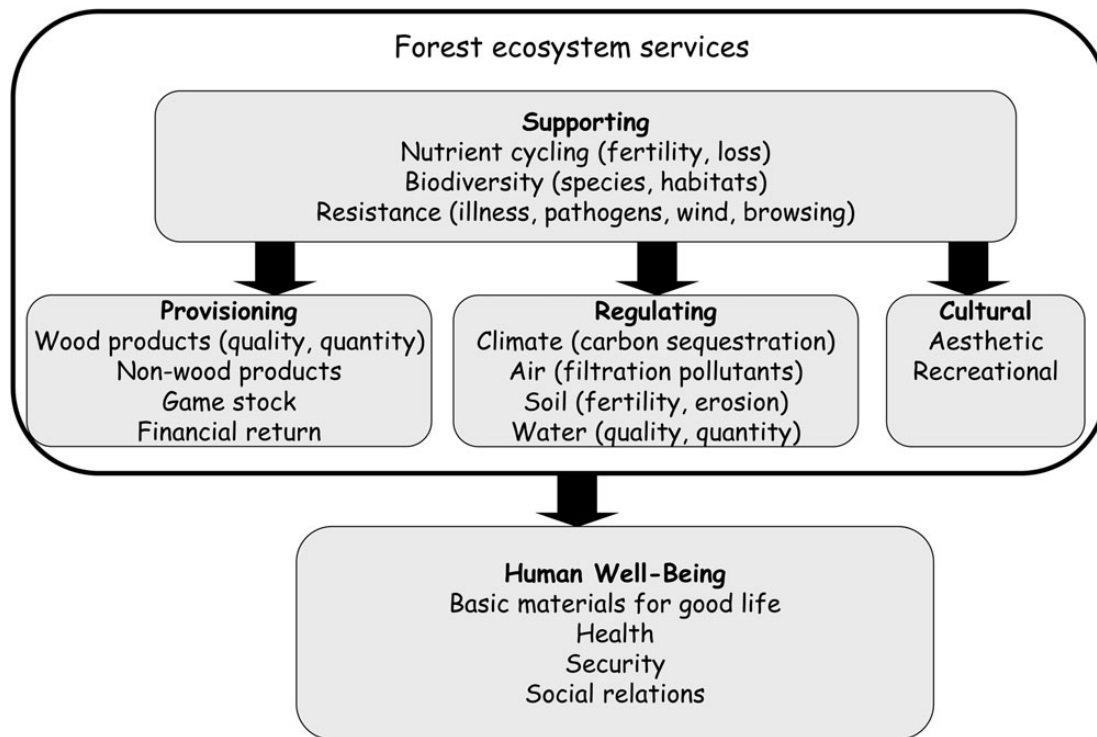 Forest ecosystem services
Supporting
Nutrient cycling (fertility, loss)
Biodiversity (species, habitats)
Resistance (illness, pathogens, wind, browsing)
Provisioning
Wood products (quality, quantity)
Non-wood products
Game stock
Financial return
Regulating
Climate (carbon sequestration)
Air (filtration pollutants)
Soil (fertility, erosion)
Water (quality, quantity)
Cultural
Aesthetic
Recreational
Human Well-Being
Basic materials for good life
Health
Security
Social relations